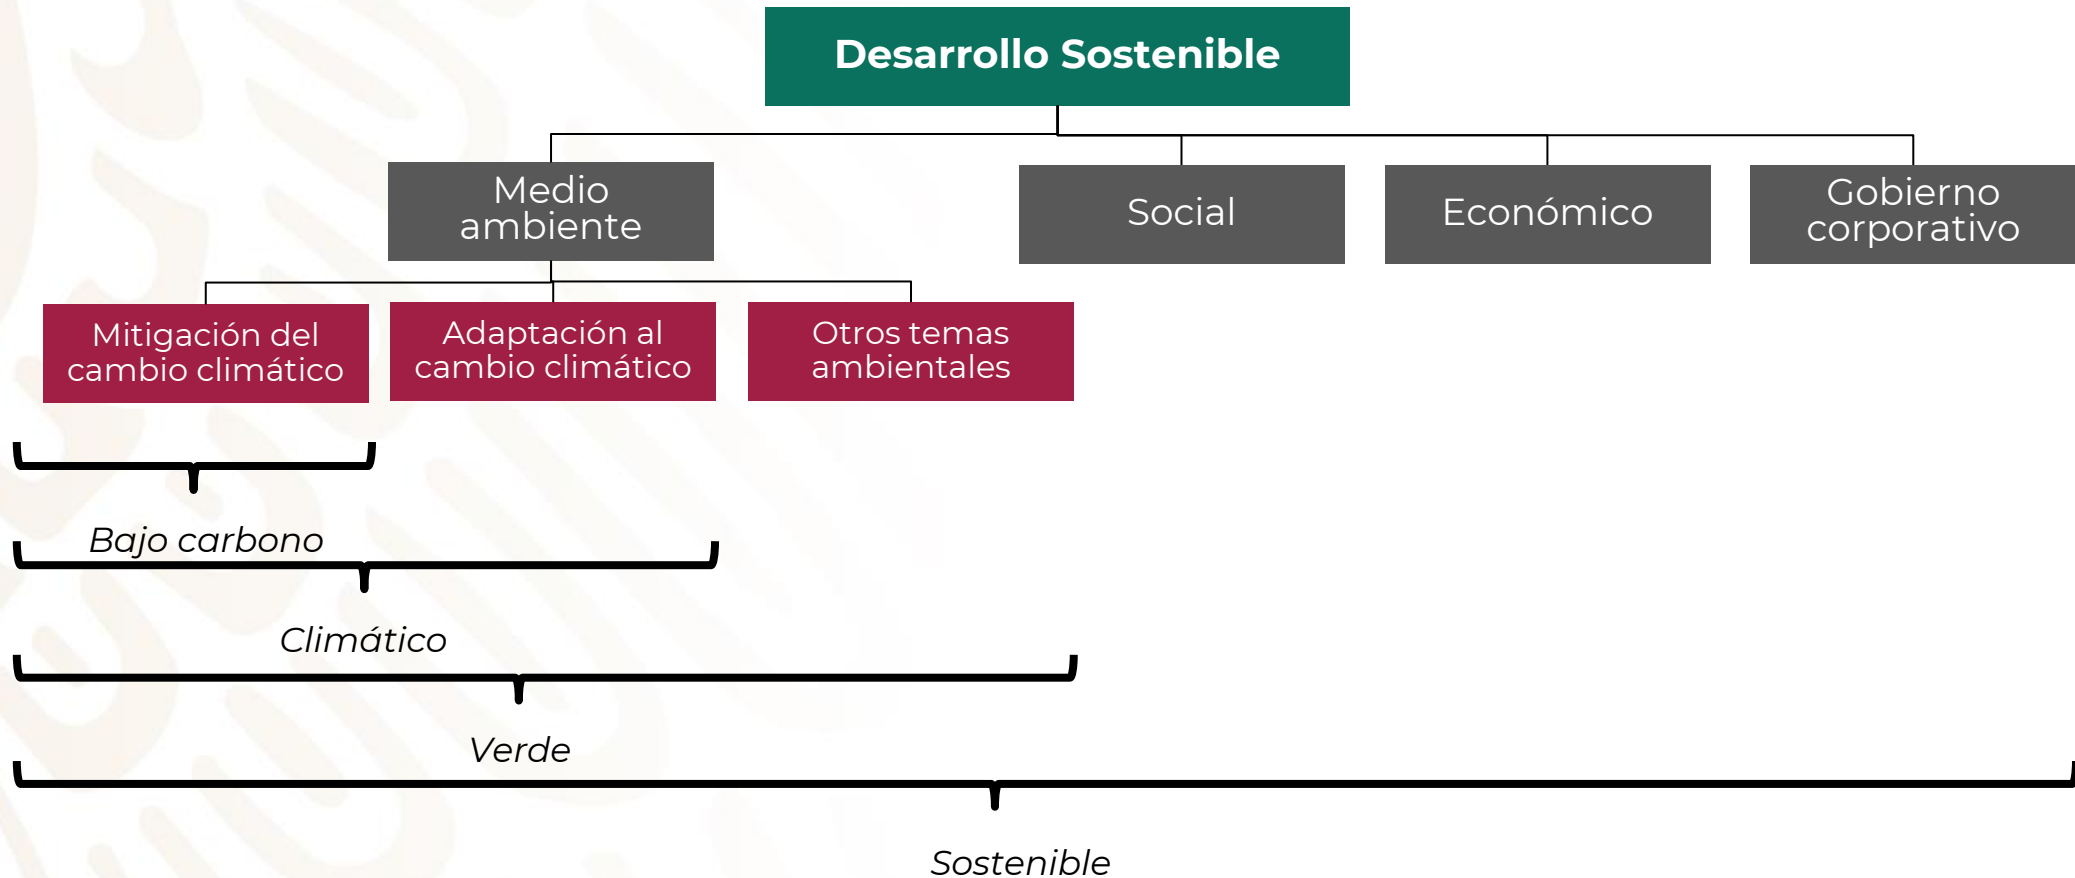 Desarrollo Sostenible
Medio
ambiente
Social
Económico
Gobierno
corporativo
Mitigación del
cambio climático
Adaptación al
cambio climático
Otros temas
ambientales
Bajo carbono
Climático
Verde
Sostenible